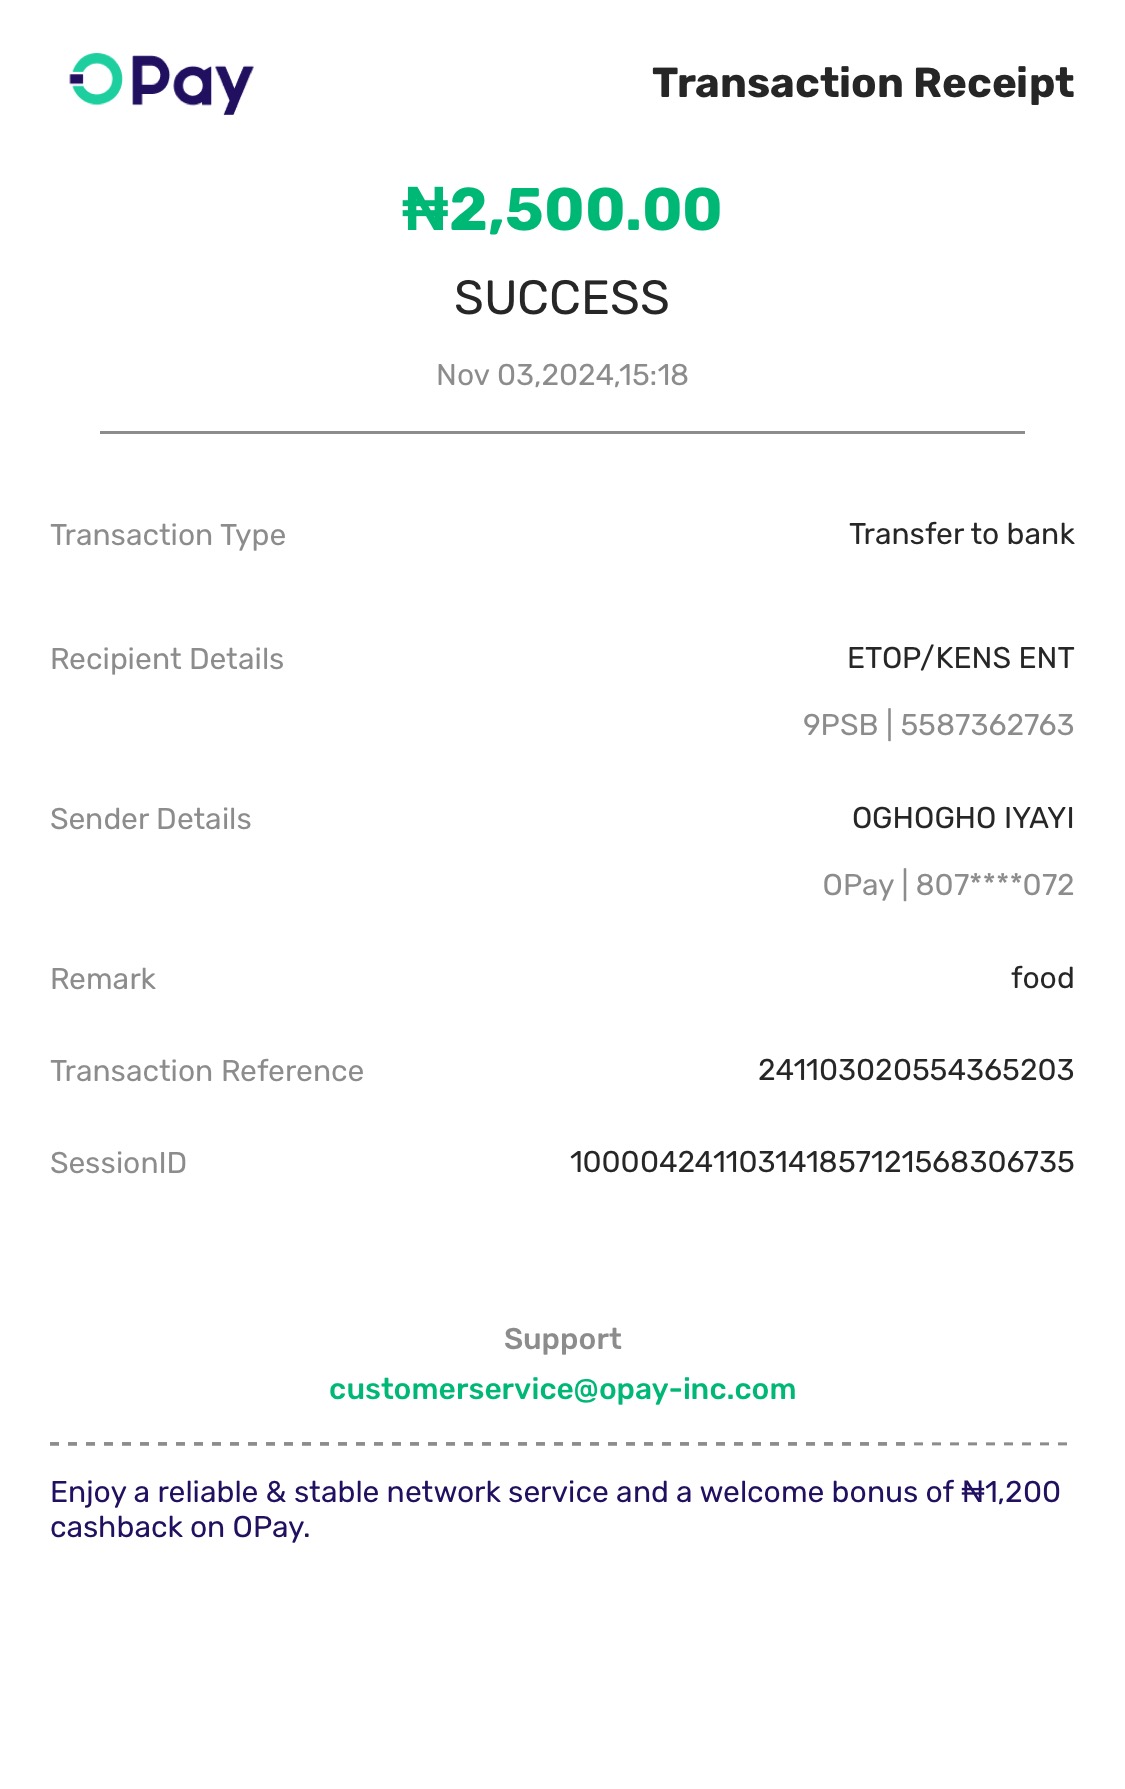 OPay
Transaction Receipt
₦2,500.00
SUCCESS
Nov 03,2024,15:18
Transaction Type
Transfer to bank
Recipient Details
ETOP/KENS ENT
9PSB | 5587362763
Sender Details
OGHOGHO IYAYI
OPay | 807****072
Remark
food
Transaction Reference
241103020554365203
SessionID
100004241103141857121568306735
Support
customerservice@opay-inc.com
Enjoy a reliable & stable network service and a welcome bonus of ₦1,200
cashback on OPay.